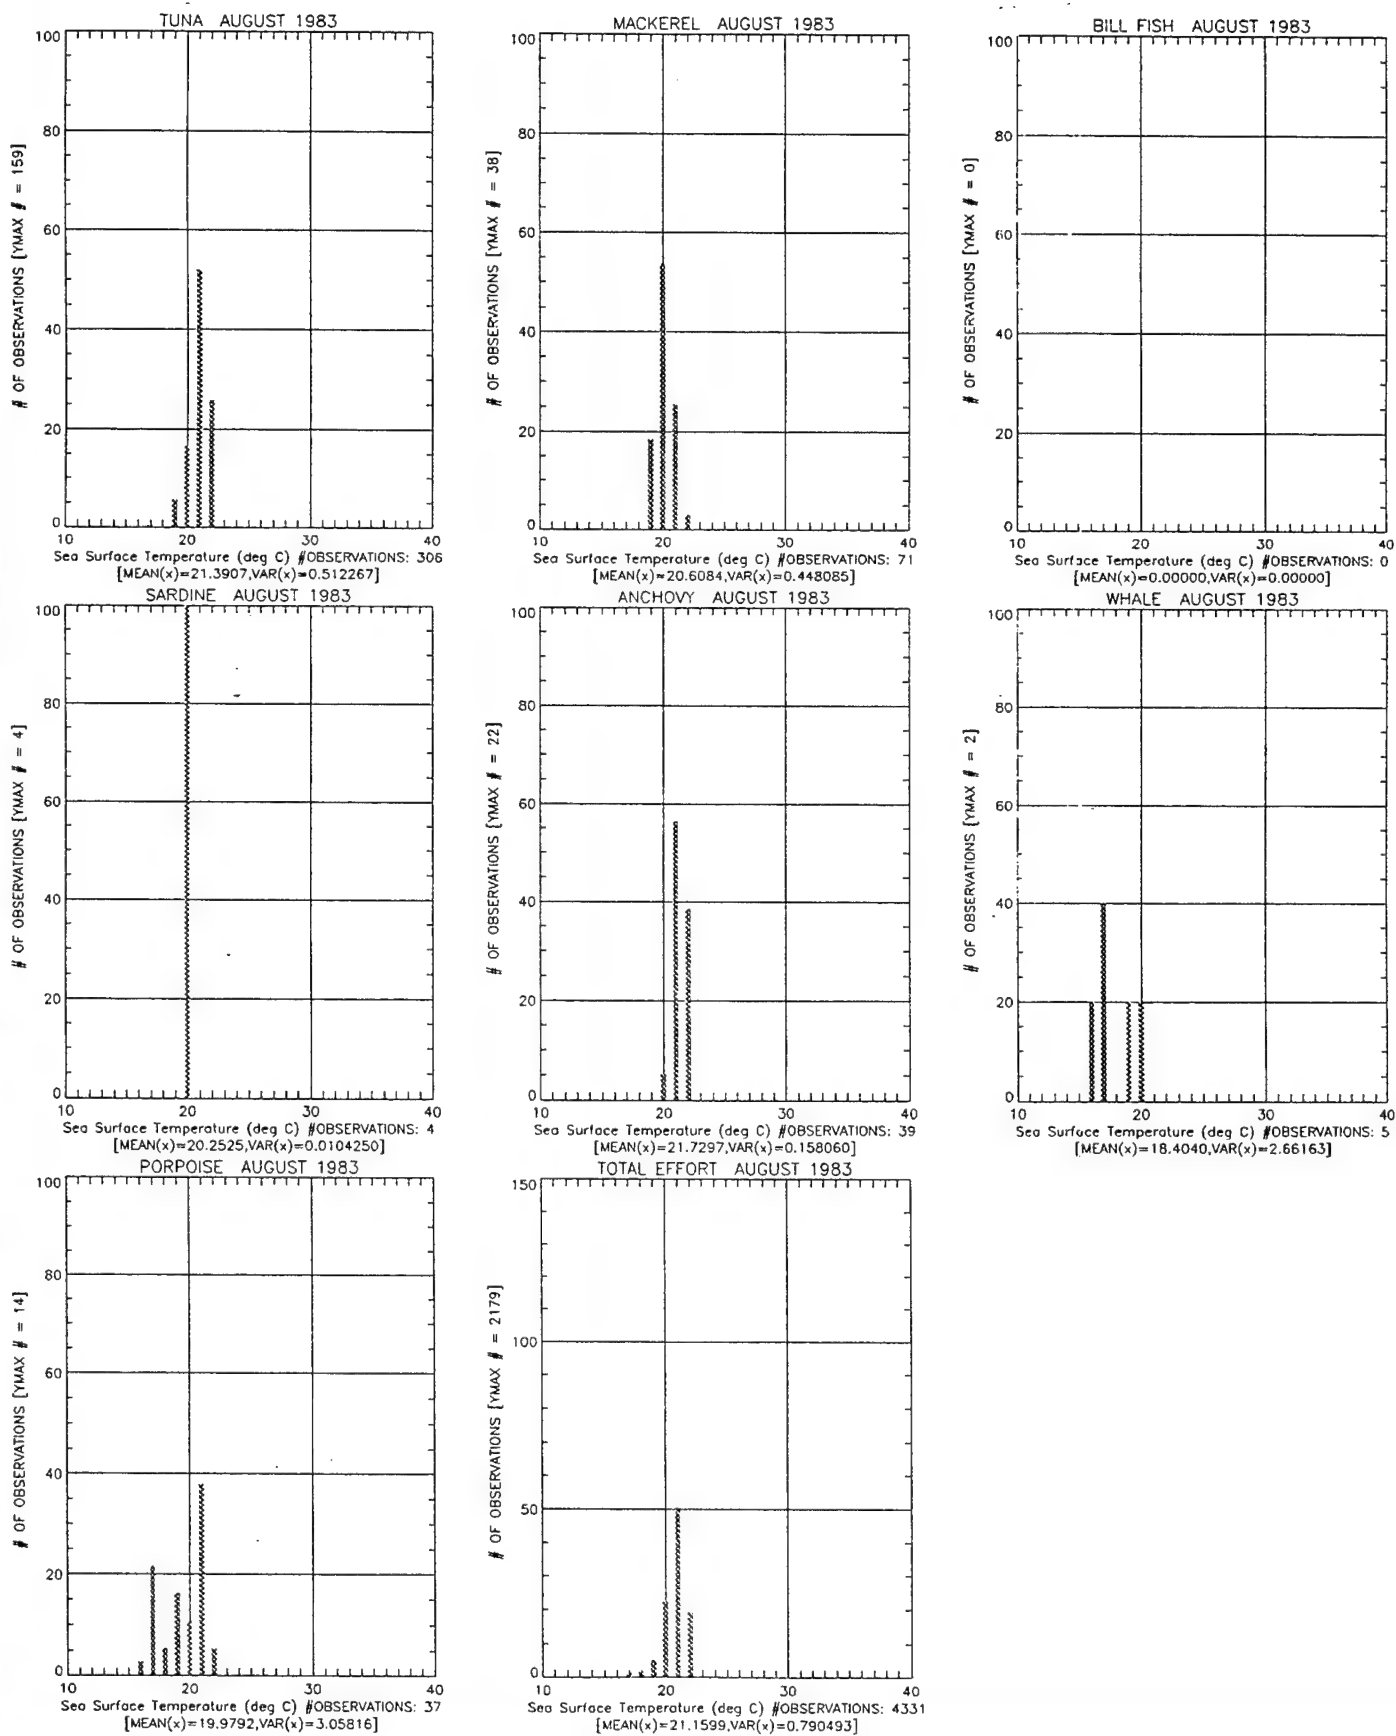 TUNA AUGUST 1983
100
80
60
40
20
0
10 20 30 40
# OF OBSERVATIONS [YMAX # = 159]
Sea Surface Temperature (deg C) #OBSERVATIONS: 306
[MEAN(x)=21.3907,VAR(x)=0.512267]
MACKEREL AUGUST 1983
100
80
60
40
20
0
10 20 30 40
# OF OBSERVATIONS [YMAX # = 38]
Sea Surface Temperature (deg C) #OBSERVATIONS: 71
[MEAN(x)=20.6084,VAR(x)=0.448085]
BILL FISH AUGUST 1983
100
80
60
40
20
0
10 20 30 40
# OF OBSERVATIONS [YMAX # = 0]
Sea Surface Temperature (deg C) #OBSERVATIONS: 0
[MEAN(x)=0.00000,VAR(x)=0.00000]
SARDINE AUGUST 1983
100
80
60
40
20
0
10 20 30 40
# OF OBSERVATIONS [YMAX # = 4]
Sea Surface Temperature (deg C) #OBSERVATIONS: 4
[MEAN(x)=20.2525,VAR(x)=0.0104250]
ANCHOVY AUGUST 1983
100
80
60
40
20
0
10 20 30 40
# OF OBSERVATIONS [YMAX # = 22]
Sea Surface Temperature (deg C) #OBSERVATIONS: 39
[MEAN(x)=21.7297,VAR(x)=0.158060]
WHALE AUGUST 1983
100
80
60
40
20
0
10 20 30 40
# OF OBSERVATIONS [YMAX # = 2]
Sea Surface Temperature (deg C) #OBSERVATIONS: 5
[MEAN(x)=18.4040,VAR(x)=2.66163]
PORPOISE AUGUST 1983
100
80
60
40
20
0
10 20 30 40
# OF OBSERVATIONS [YMAX # = 14]
Sea Surface Temperature (deg C) #OBSERVATIONS: 37
[MEAN(x)=19.9792,VAR(x)=3.05816]
TOTAL EFFORT AUGUST 1983
150
100
50
0
10 20 30 40
# OF OBSERVATIONS [YMAX # = 2179]
Sea Surface Temperature (deg C) #OBSERVATIONS: 4331
[MEAN(x)=21.1599,VAR(x)=0.790493]